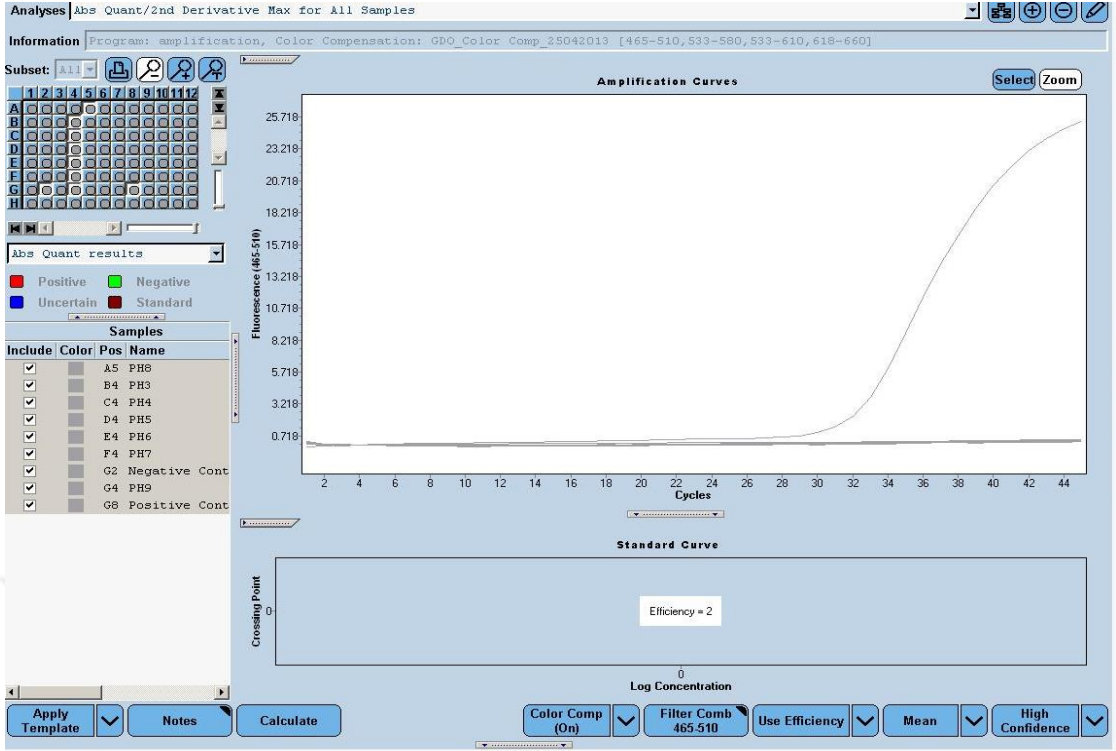 Analyses Abs Quant/2nd Derivative Max for All Samples
Information Program: amplification, Color Compensation: GDO_Color Comp_25042013 [465-510,533-580,533-610,618-660]
Subset: All
1 2 3 4 5 6 7 8 9 10 11 12
A
B
C
D
E
F
G
H
Abs Quant results
Positive Negative
Uncertain Standard
Samples
Include Color Pos Name
A5 PH8
B4 PH3
C4 PH4
D4 PH5
E4 PH6
F4 PH7
G2 Negative Cont
G4 PH9
G8 Positive Cont
Amplification Curves
Select Zoom
Fluorescence (465-510)
25.718
23.218
20.718
18.218
15.718
13.218
10.718
8.218
5.718
3.218
0.718
2 4 6 8 10 12 14 16 18 20 22 24 26 28 30 32 34 36 38 40 42 44
Cycles
Standard Curve
Crossing Point
0
Efficiency = 2
0
Log Concentration
Apply Template
Notes
Calculate
Color Comp (On)
Filter Comb 465-510
Use Efficiency
Mean
High Confidence